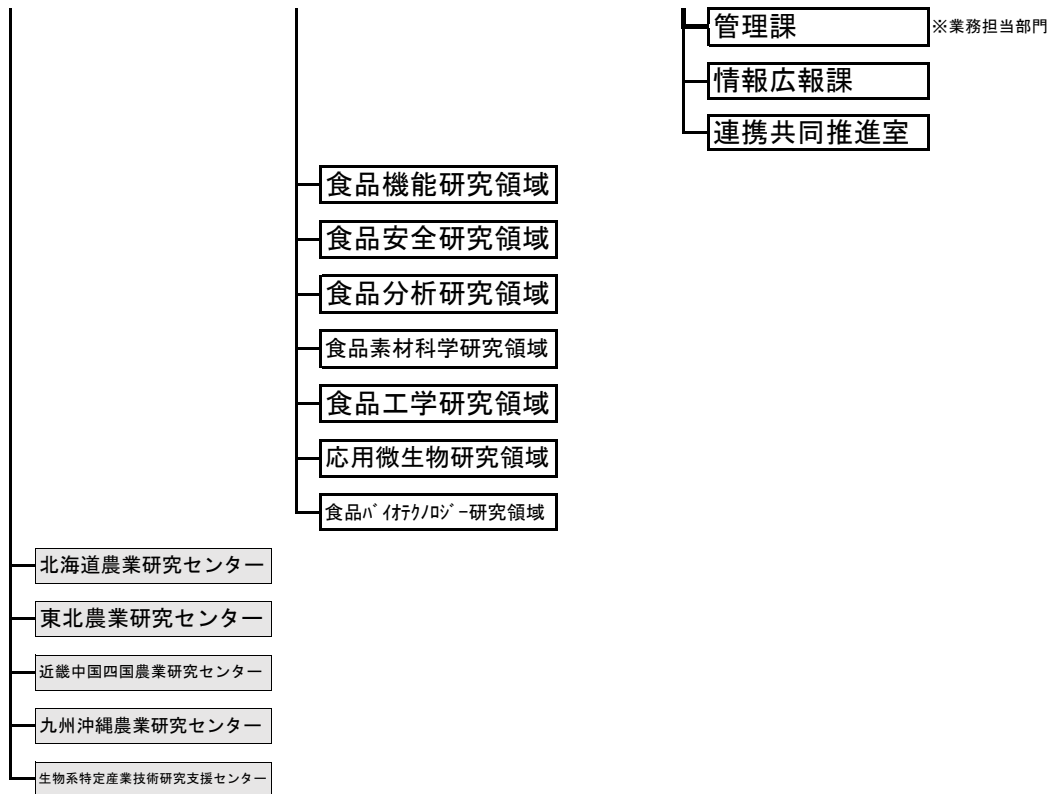 管理課 ※業務担当部門
情報広報課
連携共同推進室
食品機能研究領域
食品安全研究領域
食品分析研究領域
食品素材科学研究領域
食品工学研究領域
応用微生物研究領域
食品ﾊﾞｲｵﾃｸﾉﾛｼﾞｰ研究領域
北海道農業研究センター
東北農業研究センター
近畿中国四国農業研究センター
九州沖縄農業研究センター
生物系特定産業技術研究支援センター